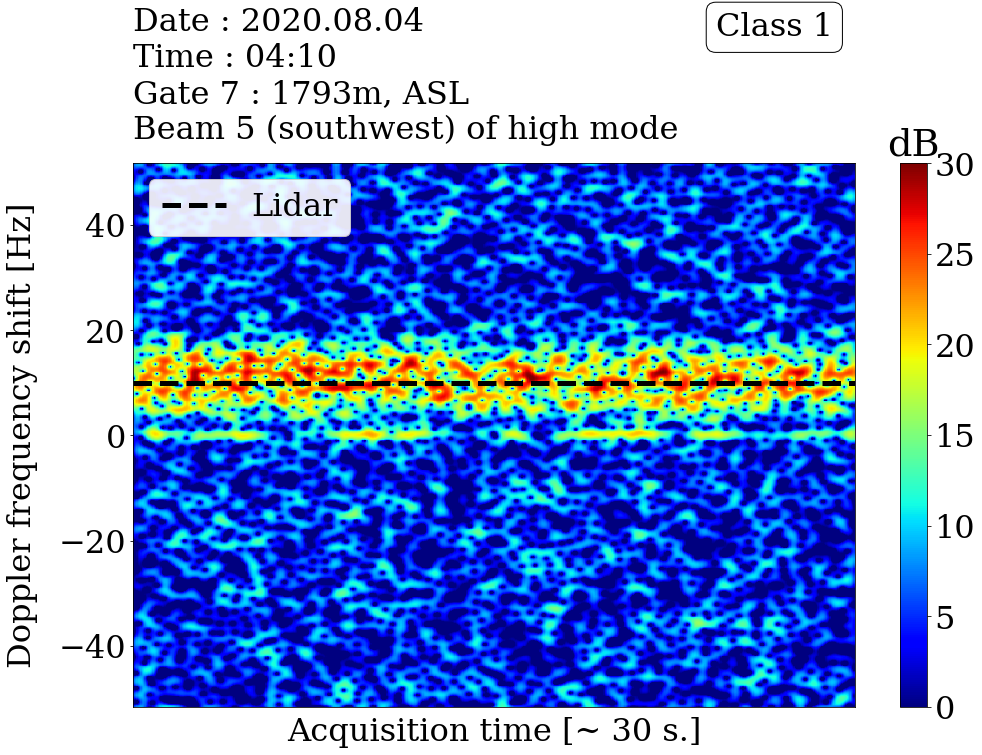 Date : 2020.08.04
Time : 04:10
Gate 7 : 1793m, ASL
Beam 5 (southwest) of high mode
Class 1
dB
Lidar
Doppler frequency shift [Hz]
40
20
0
−20
−40
30
25
20
15
10
5
0
Acquisition time [~ 30 s.]